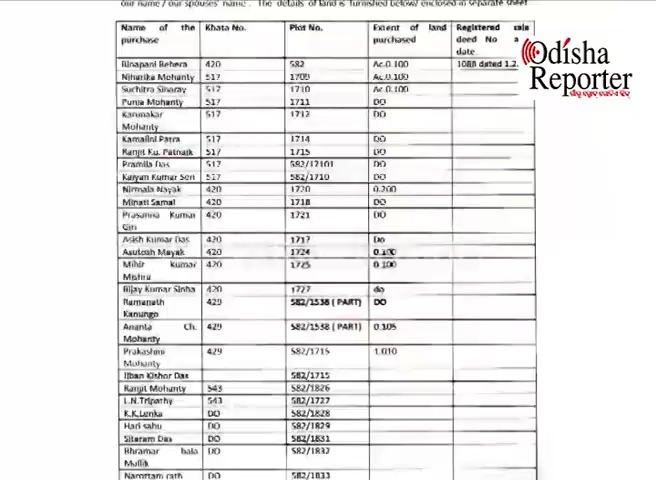 our name / our spouses' name . The details of land is furnished below/ enclosed in separate sheet
Name of the purchase Khata No. Plot No. Extent of land purchased Registered sale deed No a date
Binapani Behera 420 582 Ac.0.100 1088 dated 1.2.
Niharika Mohanty 517 1709 Ac.0.100
Suchitra 517 1710 Ac.0.100
Mohanty 517 1711 DO
Karunakar Mohanty 517 1712 DO
Kamalini Patra 517 1714 DO
Ranjit Ku. Patnaik 517 1715 DO
Pramila Das 517 582/17101 DO
Kalyan Kumar Sen 517 582/1710 DO
Nirmala Nayak 420 1720 0.200
Minati Samal 420 1718 DO
Prasanna Kumar Giri 420 1721 DO
Asish Kumar Das 420 1717 Do
Asutosh Nayak 420 1724 0.100
Mihir kumar Mishra 420 1725 0.100
Bijay Kumar Sinha 420 1727 do
Ramanath Kanungo 429 582/1538 ( PART) DO
Ananta Ch. Mohanty 429 582/1538 ( PART) 0.105
Prakashini Mohanty 429 582/1715 1.010
Jiban Kishor Das 582/1715
Ranjit Mohanty 543 582/1826
L.N.Tripathy 543 582/1727
K.K.Lenka DO 582/1828
Hari sahu DO 582/1829
Sitaram Das DO 582/1831
Bhramar bala Mallik DO 582/1832
Narottam rath DO 582/1833
Odisha
Reporter